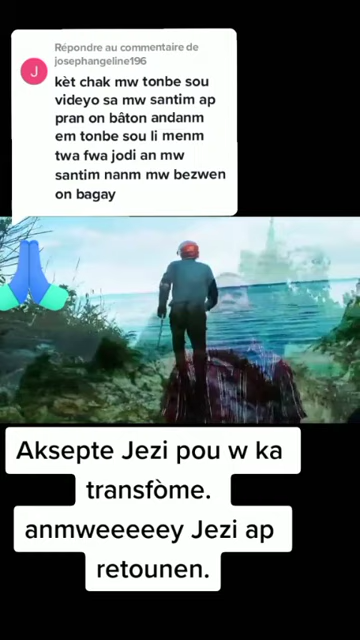 Répondre au commentaire de
josephangeline196
J
kèt chak mw tonbe sou
videyo sa mw santim ap
pran on bâton andanm
em tonbe sou li menm
twa fwa jodi an mw
santim nanm mw bezwen
on bagay
Aksepte Jezi pou w ka
transfòme.
anmweeeeey Jezi ap
retounen.